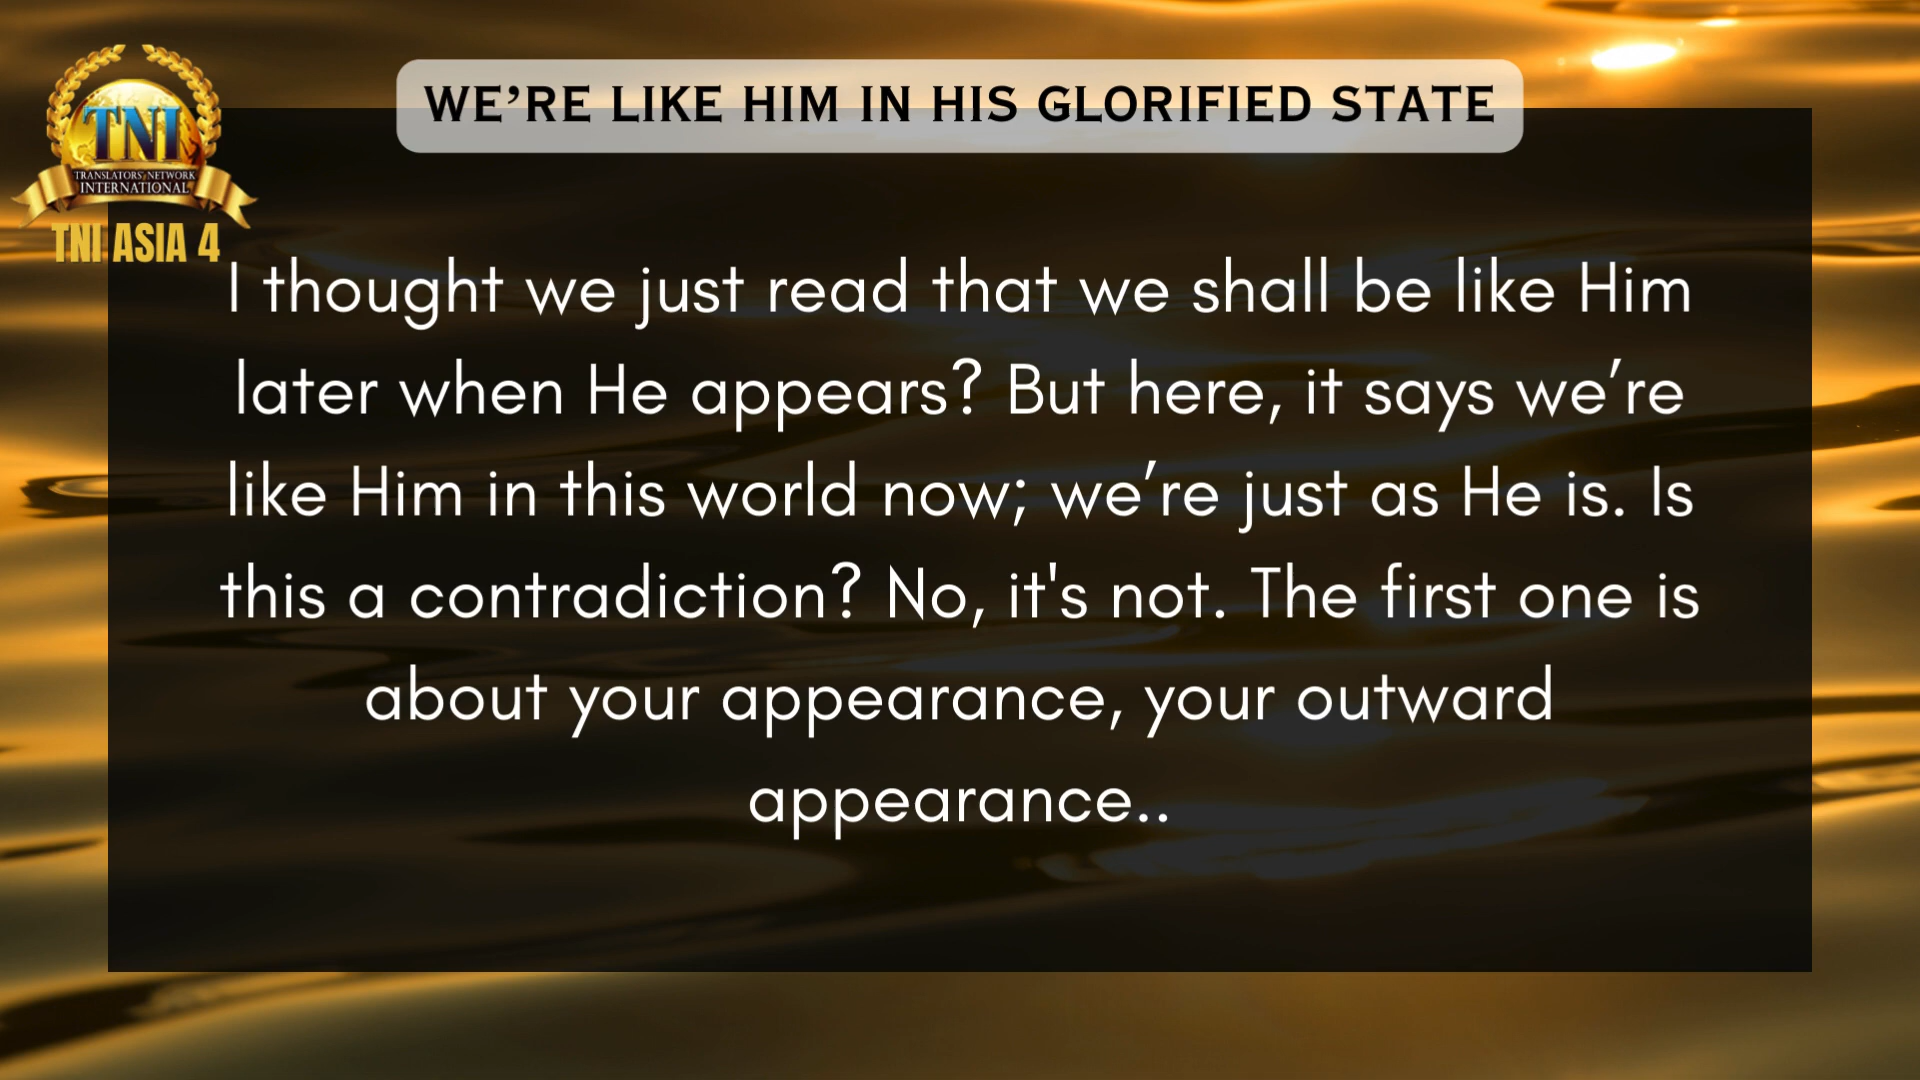 WE’RE LIKE HIM IN HIS GLORIFIED STATE
TNI
TRANSLATORS' NETWORK
INTERNATIONAL
TNI ASIA 4
I thought we just read that we shall be like Him
later when He appears? But here, it says we’re
like Him in this world now; we’re just as He is. Is
this a contradiction? No, it's not. The first one is
about your appearance, your outward
appearance..